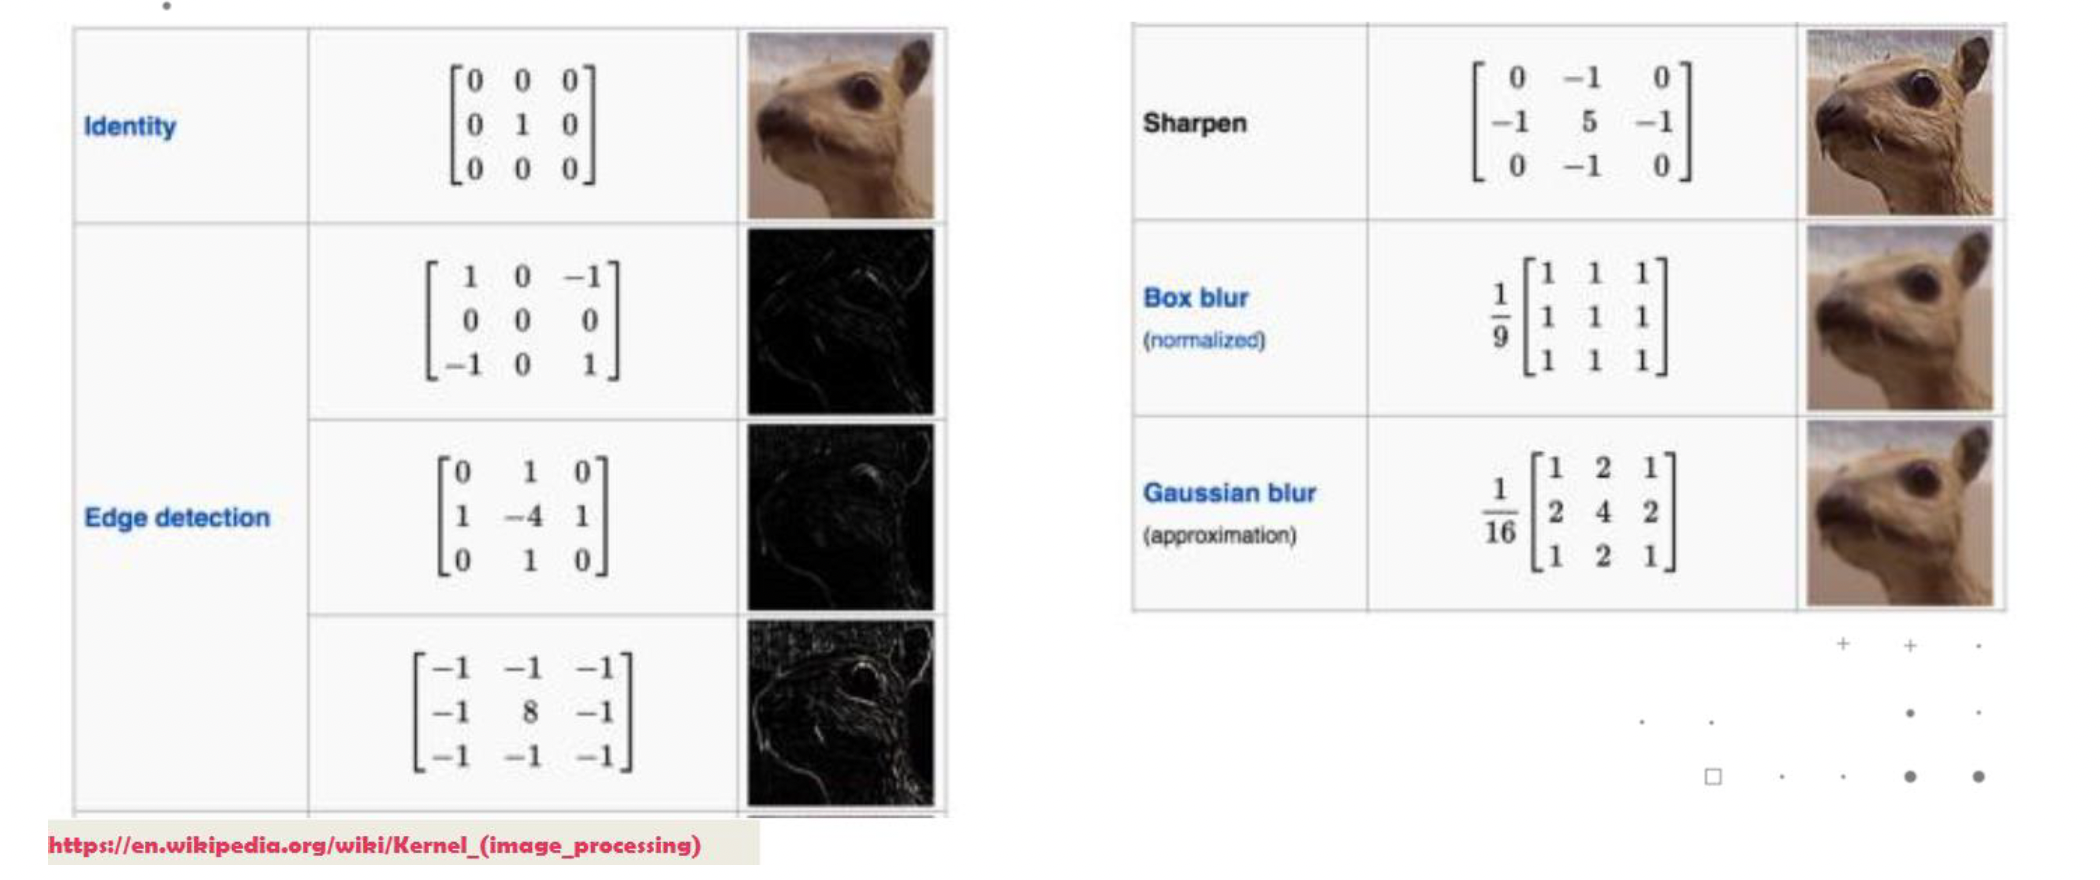 Identity
0 0 0
0 1 0
0 0 0
Edge detection
1 0 −1
0 0 0
−1 0 1
0 1 0
1 −4 1
0 1 0
−1 −1 −1
−1 8 −1
−1 −1 −1
https://en.wikipedia.org/wiki/Kernel_(image_processing)
Sharpen
0 −1 0
−1 5 −1
0 −1 0
Box blur
(normalized)
1
9
1 1 1
1 1 1
1 1 1
Gaussian blur
(approximation)
1
16
1 2 1
2 4 2
1 2 1